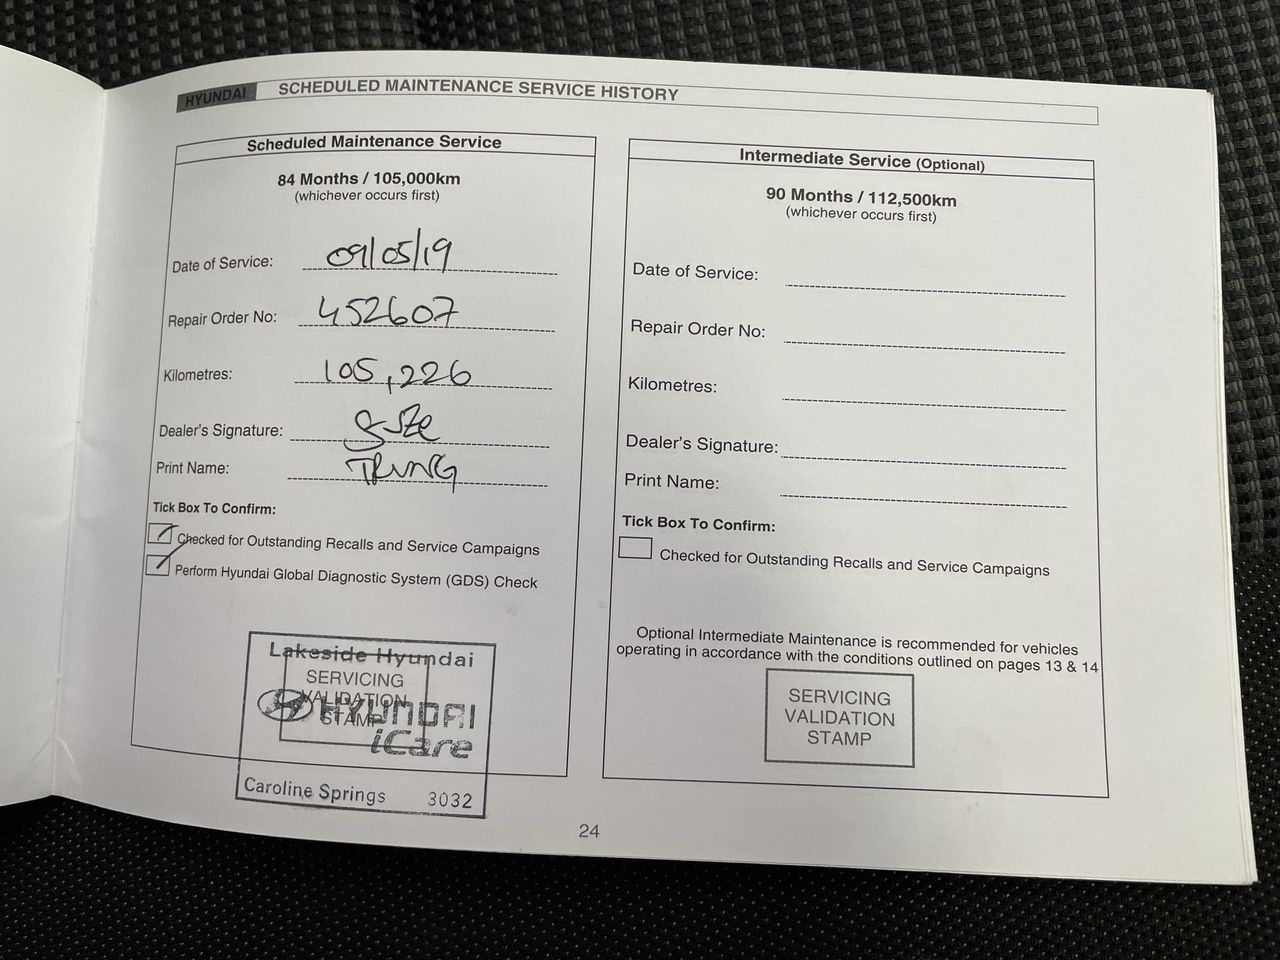 HYUNDAI SCHEDULED MAINTENANCE SERVICE HISTORY
Scheduled Maintenance Service
84 Months / 105,000km
(whichever occurs first)
Date of Service: 09/05/19
Repair Order No: 452607
Kilometres: 105,226
Dealer's Signature:
Print Name: TRUNG
Tick Box To Confirm:
Checked for Outstanding Recalls and Service Campaigns
Perform Hyundai Global Diagnostic System (GDS) Check
Lakeside Hyundai
SERVICING
VALIDATION
STAMP
HYUNDAI
iCare
Caroline Springs 3032
Intermediate Service (Optional)
90 Months / 112,500km
(whichever occurs first)
Date of Service:
Repair Order No:
Kilometres:
Dealer's Signature:
Print Name:
Tick Box To Confirm:
Checked for Outstanding Recalls and Service Campaigns
Optional Intermediate Maintenance is recommended for vehicles
operating in accordance with the conditions outlined on pages 13 & 14
SERVICING
VALIDATION
STAMP
24